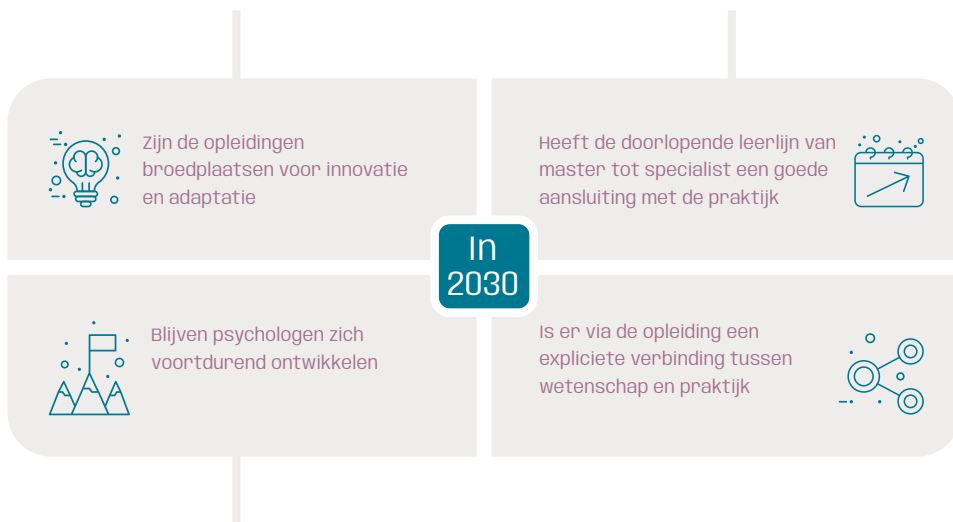 Zijn de opleidingen
broedplaatsen voor innovatie
en adaptatie
Heeft de doorlopende leerlijn van
master tot specialist een goede
aansluiting met de praktijk
In
2030
Blijven psychologen zich
voortdurend ontwikkelen
Is er via de opleiding een
expliciete verbinding tussen
wetenschap en praktijk